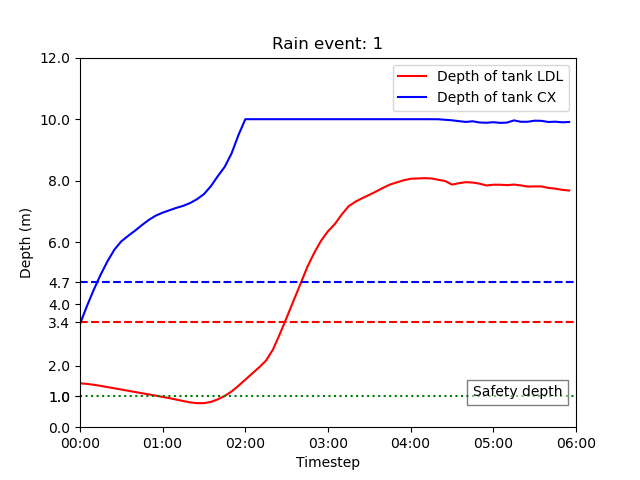 Rain event: 1
12.0
10.0
8.0
6.0
4.7
4.0
3.4
2.0
1.0
0.0
Depth (m)
Depth of tank LDL
Depth of tank CX
Safety depth
00:00 01:00 02:00 03:00 04:00 05:00 06:00
Timestep